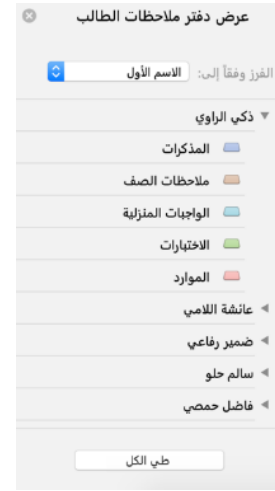 عرض دفتر ملاحظات الطالب
الفرز وفقاً إلى: الاسم الأول
ذكي الراوي
المذكرات
ملاحظات الصف
الواجبات المنزلية
الاختبارات
الموارد
عائشة اللامي
ضمير رفاعي
سالم حلو
فاضل حمصي
طي الكل